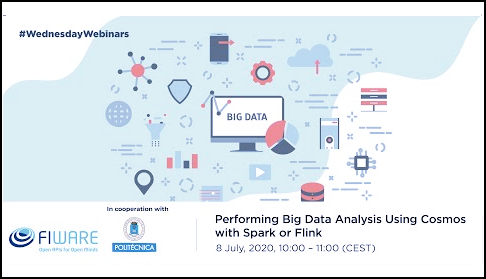 #WednesdayWebinars
BIG DATA
In cooperation with
POLITÉCNICA
FIWARE
Open APIs for Open Minds
Performing Big Data Analysis Using Cosmos
with Spark or Flink
8 July, 2020, 10:00 – 11:00 (CEST)